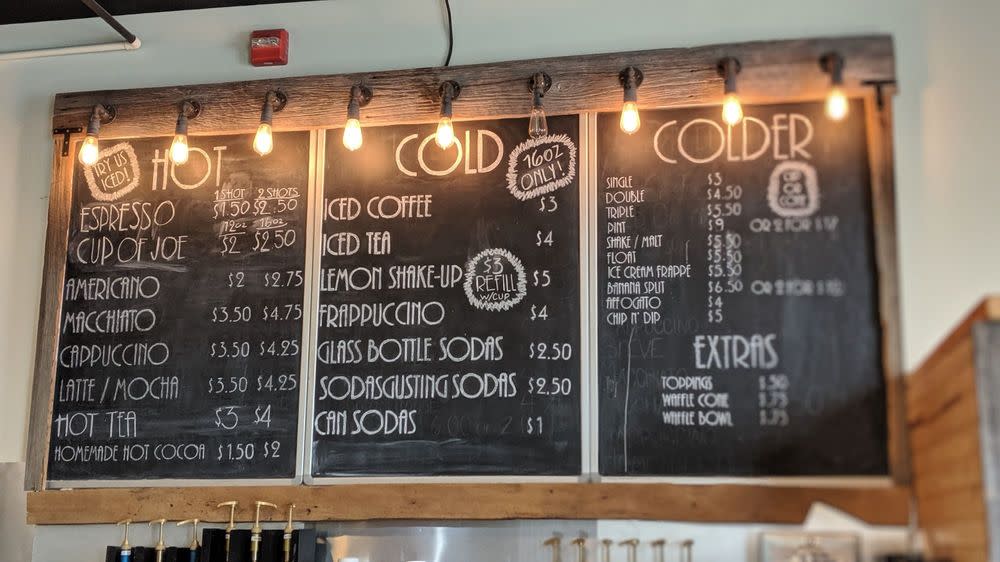 TRY US
ICED!
HOT
1 SHOT 2 SHOTS
ESPRESSO $1.50 $2.50
12oz 16oz
CUP OF JOE $2 $2.50
AMERICANO $2 $2.75
MACCHIATO $3.50 $4.75
CAPPUCCINO $3.50 $4.25
LATTE / MOCHA $3.50 $4.25
HOT TEA $3 $4
HOMEMADE HOT COCOA $1.50 $2
COLD
16oz
ONLY!
ICED COFFEE $3
ICED TEA $4
LEMON SHAKE-UP $5
$3
REFILL
W/CUP
FRAPPUCCINO $4
GLASS BOTTLE SODAS $2.50
SODASGUSTING SODAS $2.50
CAN SODAS $1
COLDER
CUP
OR
CONE
SINGLE $3
DOUBLE $4.50
TRIPLE $5.50
PINT $9 OR 2 FOR
SHAKE / MALT $5.50
FLOAT $5.50
ICE CREAM FRAPPE $5.50
BANANA SPLIT $6.50 OR 2 FOR
AFFOGATO $4
CHIP N' DIP $5
EXTRAS
TOPPINGS
WAFFLE CONE
WAFFLE BOWL